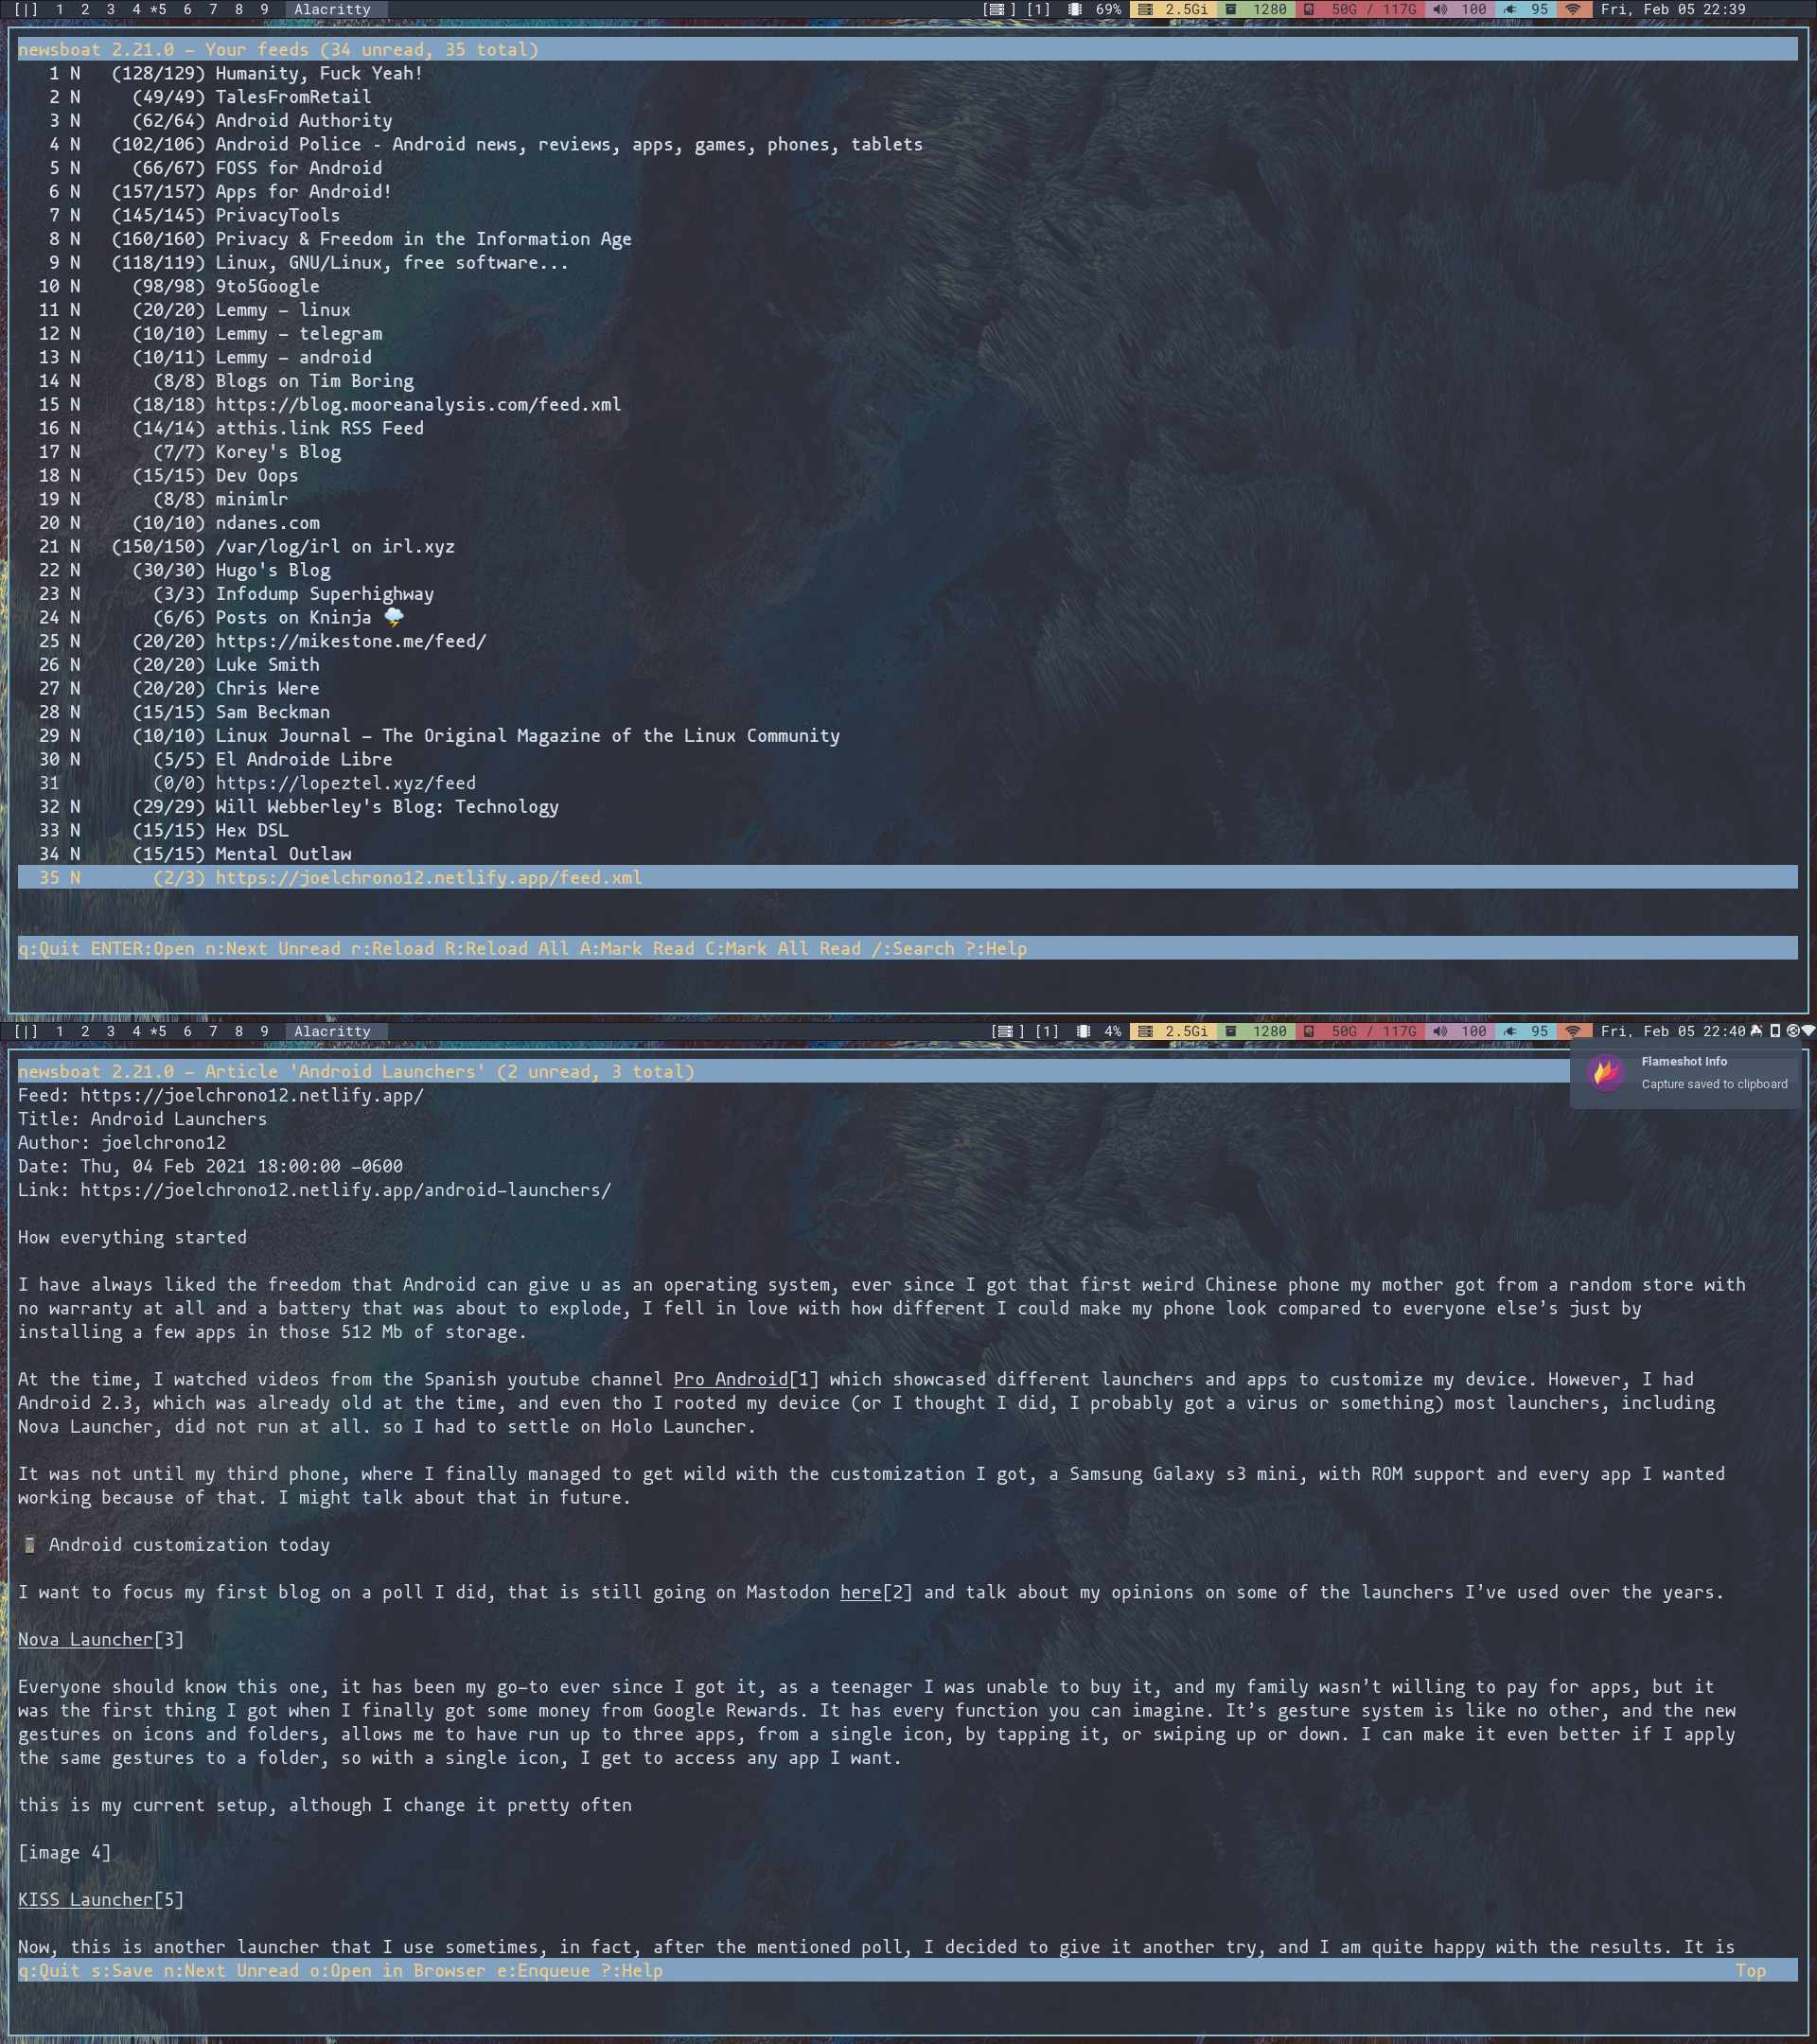 [|] 1 2 3 4 *5 6 7 8 9 Alacritty [ ] [1] 69% 2.5Gi 1280 50G / 117G 100 95 Fri, Feb 05 22:39
newsboat 2.21.0 – Your feeds (34 unread, 35 total)
1 N (128/129) Humanity, Fuck Yeah!
2 N (49/49) TalesFromRetail
3 N (62/64) Android Authority
4 N (102/106) Android Police - Android news, reviews, apps, games, phones, tablets
5 N (66/67) FOSS for Android
6 N (157/157) Apps for Android!
7 N (145/145) PrivacyTools
8 N (160/160) Privacy & Freedom in the Information Age
9 N (118/119) Linux, GNU/Linux, free software...
10 N (98/98) 9to5Google
11 N (20/20) Lemmy – linux
12 N (10/10) Lemmy – telegram
13 N (10/11) Lemmy – android
14 N (8/8) Blogs on Tim Boring
15 N (18/18) https://blog.mooreanalysis.com/feed.xml
16 N (14/14) atthis.link RSS Feed
17 N (7/7) Korey's Blog
18 N (15/15) Dev Oops
19 N (8/8) minimlr
20 N (10/10) ndanes.com
21 N (150/150) /var/log/irl on irl.xyz
22 N (30/30) Hugo's Blog
23 N (3/3) Infodump Superhighway
24 N (6/6) Posts on Kninja 🌩️
25 N (20/20) https://mikestone.me/feed/
26 N (20/20) Luke Smith
27 N (20/20) Chris Were
28 N (15/15) Sam Beckman
29 N (10/10) Linux Journal – The Original Magazine of the Linux Community
30 N (5/5) El Androide Libre
31 (0/0) https://lopeztel.xyz/feed
32 N (29/29) Will Webberley's Blog: Technology
33 N (15/15) Hex DSL
34 N (15/15) Mental Outlaw
35 N (2/3) https://joelchrono12.netlify.app/feed.xml
q:Quit ENTER:Open n:Next Unread r:Reload R:Reload All A:Mark Read C:Mark All Read /:Search ?:Help
[|] 1 2 3 4 *5 6 7 8 9 Alacritty [ ] [1] 4% 2.5Gi 1280 50G / 117G 100 95 Fri, Feb 05 22:40
Flameshot Info
Capture saved to clipboard
newsboat 2.21.0 – Article 'Android Launchers' (2 unread, 3 total)
Feed: https://joelchrono12.netlify.app/
Title: Android Launchers
Author: joelchrono12
Date: Thu, 04 Feb 2021 18:00:00 –0600
Link: https://joelchrono12.netlify.app/android–launchers/
How everything started
I have always liked the freedom that Android can give u as an operating system, ever since I got that first weird Chinese phone my mother got from a random store with
no warranty at all and a battery that was about to explode, I fell in love with how different I could make my phone look compared to everyone else’s just by
installing a few apps in those 512 Mb of storage.
At the time, I watched videos from the Spanish youtube channel Pro Android[1] which showcased different launchers and apps to customize my device. However, I had
Android 2.3, which was already old at the time, and even tho I rooted my device (or I thought I did, I probably got a virus or something) most launchers, including
Nova Launcher, did not run at all. so I had to settle on Holo Launcher.
It was not until my third phone, where I finally managed to get wild with the customization I got, a Samsung Galaxy s3 mini, with ROM support and every app I wanted
working because of that. I might talk about that in future.
Android customization today
I want to focus my first blog on a poll I did, that is still going on Mastodon here[2] and talk about my opinions on some of the launchers I’ve used over the years.
Nova Launcher[3]
Everyone should know this one, it has been my go–to ever since I got it, as a teenager I was unable to buy it, and my family wasn’t willing to pay for apps, but it
was the first thing I got when I finally got some money from Google Rewards. It has every function you can imagine. It’s gesture system is like no other, and the new
gestures on icons and folders, allows me to have run up to three apps, from a single icon, by tapping it, or swiping up or down. I can make it even better if I apply
the same gestures to a folder, so with a single icon, I get to access any app I want.
this is my current setup, although I change it pretty often
[image 4]
KISS Launcher[5]
Now, this is another launcher that I use sometimes, in fact, after the mentioned poll, I decided to give it another try, and I am quite happy with the results. It is
q:Quit s:Save n:Next Unread o:Open in Browser e:Enqueue ?:Help Top